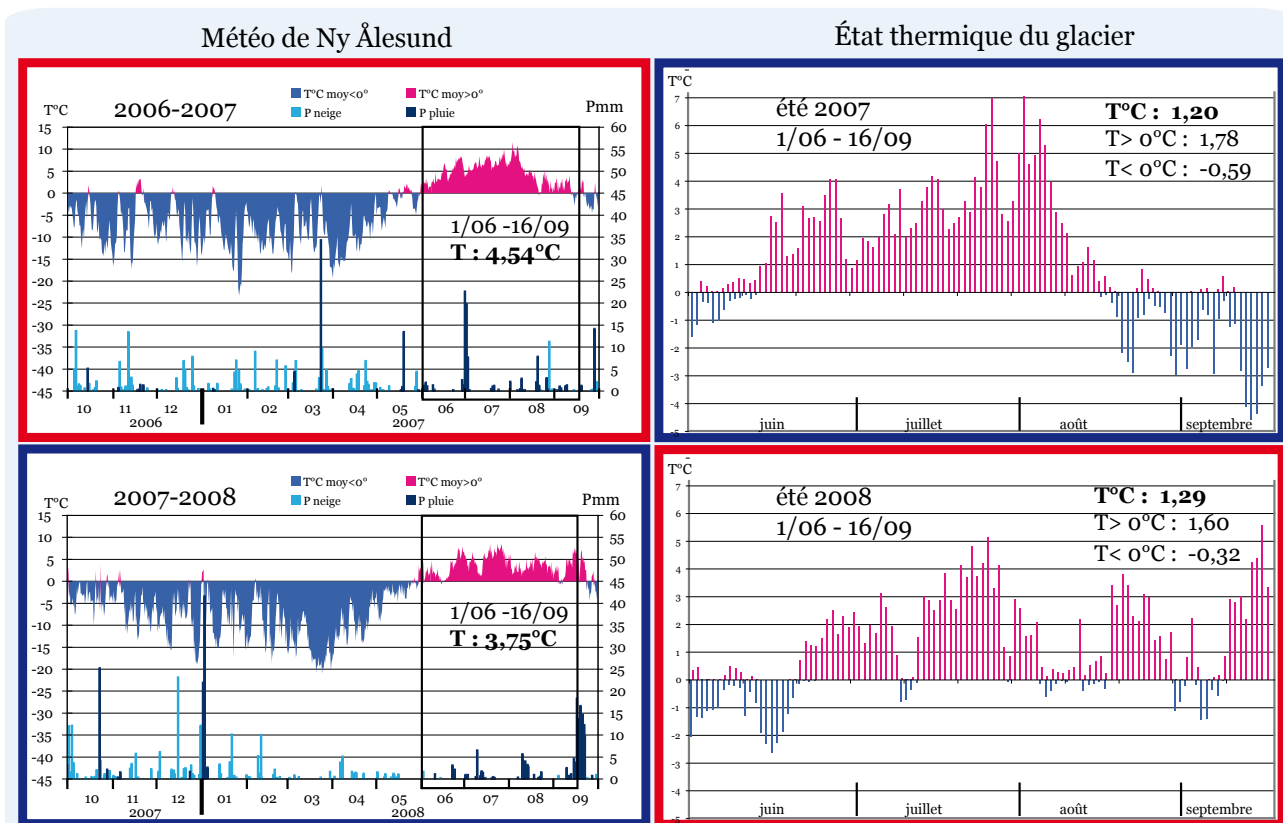 Météo de Ny Ålesund
État thermique du glacier
T°C
2006-2007
T°C moy<0°
T°C moy>0°
P neige
P pluie
Pmm
15
10
5
0
-5
-10
-15
-20
-25
-30
-35
-40
-45
60
55
50
45
40
35
30
25
20
15
10
5
0
1/06 -16/09
T : 4,54°C
10 11 12 01 02 03 04 05 06 07 08 09
2006 2007
T°C
7
6
5
4
3
2
1
0
-1
-2
-3
-4
-5
été 2007
1/06 - 16/09
T°C : 1,20
T> 0°C : 1,78
T< 0°C : -0,59
juin juillet août septembre
T°C
2007-2008
T°C moy<0°
T°C moy>0°
P neige
P pluie
Pmm
15
10
5
0
-5
-10
-15
-20
-25
-30
-35
-40
-45
60
55
50
45
40
35
30
25
20
15
10
5
0
1/06 -16/09
T : 3,75°C
10 11 12 01 02 03 04 05 06 07 08 09
2007 2008
T°C
7
6
5
4
3
2
1
0
-1
-2
-3
-4
-5
été 2008
1/06 - 16/09
T°C : 1,29
T> 0°C : 1,60
T< 0°C : -0,32
juin juillet août septembre